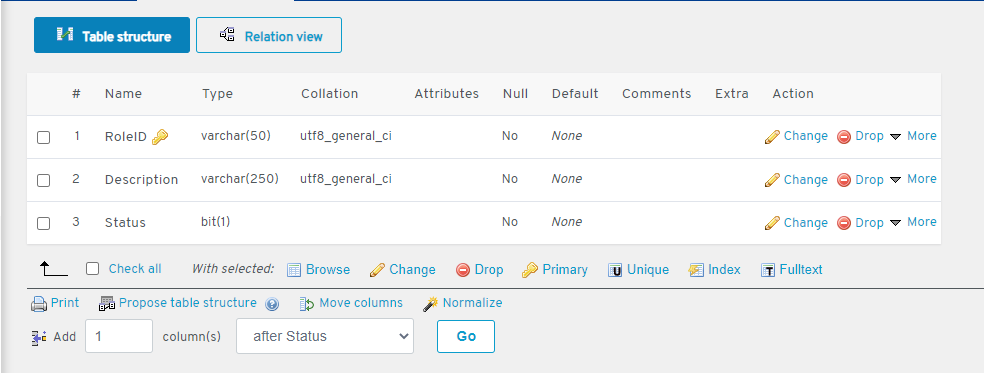 Table structure Relation view
# Name Type Collation Attributes Null Default Comments Extra Action
1 RoleID varchar(50) utf8_general_ci No None Change Drop More
2 Description varchar(250) utf8_general_ci No None Change Drop More
3 Status bit(1) No None Change Drop More
Check all With selected: Browse Change Drop Primary Unique Index Fulltext
Print Propose table structure Move columns Normalize
Add 1 column(s) after Status Go